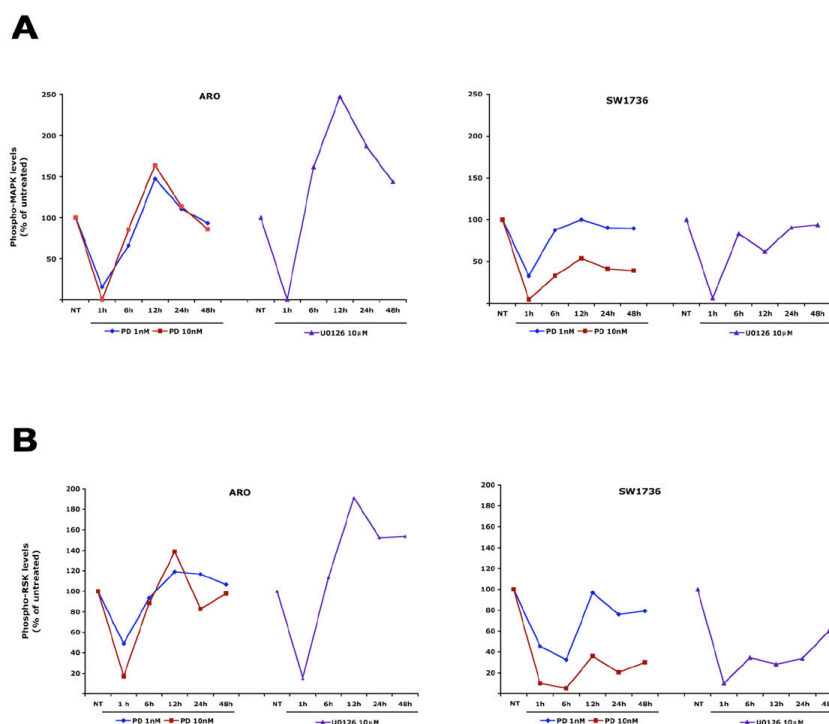 A
ARO
SW1736
Phospho-MAPK levels
(% of untreated)
250
200
150
100
50
NT 1h 6h 12h 24h 48h NT 1h 6h 12h 24h 48h
PD 1nM PD 10nM U0126 10µM
250
200
150
100
50
NT 1h 6h 12h 24h 48h NT 1h 6h 12h 24h 48h
PD 1nM PD 10nM U0126 10µM
B
ARO
SW1736
Phospho-RSK levels
(% of untreated)
200
180
160
140
120
100
80
60
40
20
NT 1 h 6h 12h 24h 48h NT 1h 6h 12h 24h 48h
PD 1nM PD 10nM U0126 10µM
200
180
160
140
120
100
80
60
40
20
NT 1h 6h 12h 24h 48h NT 1h 6h 12h 24h 48h
PD 1nM PD 10nM U0126 10µM